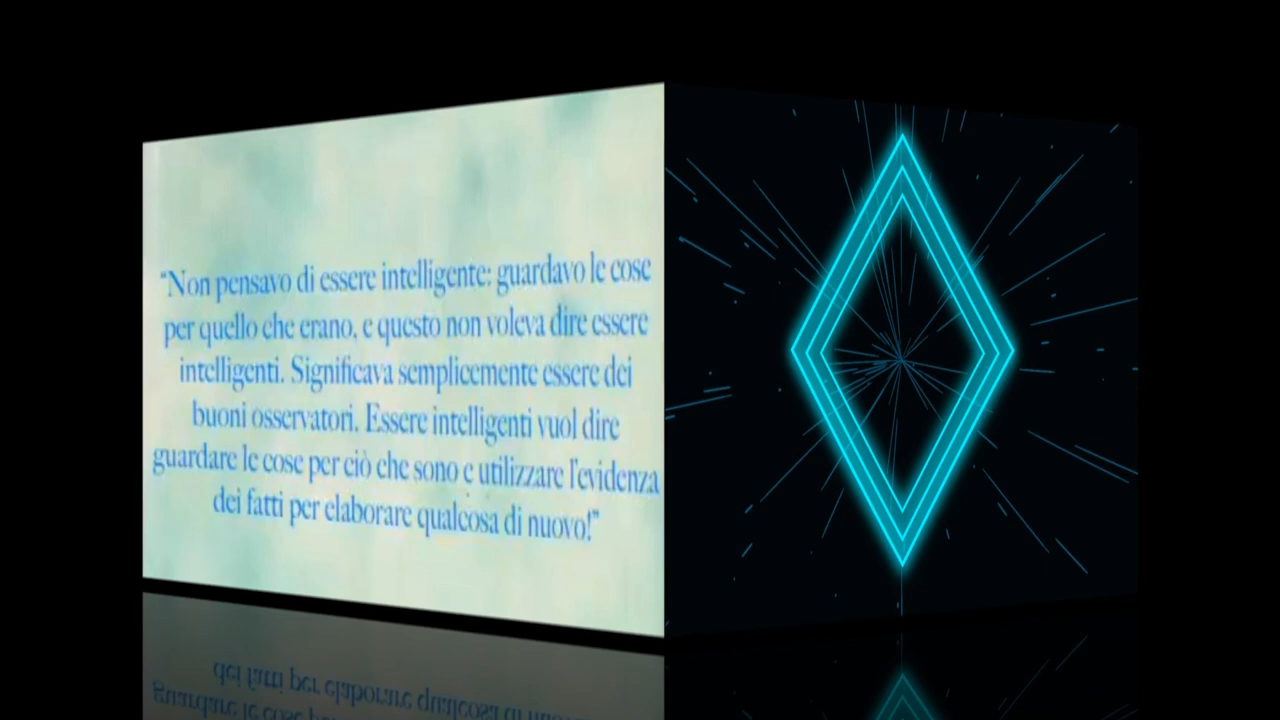 “Non pensavo di essere intelligente: guardavo le cose
per quello che erano, e questo non voleva dire essere
intelligenti. Significava semplicemente essere dei
buoni osservatori. Essere intelligenti vuol dire
guardare le cose per ciò che sono e utilizzare l'evidenza
dei fatti per elaborare qualcosa di nuovo!”